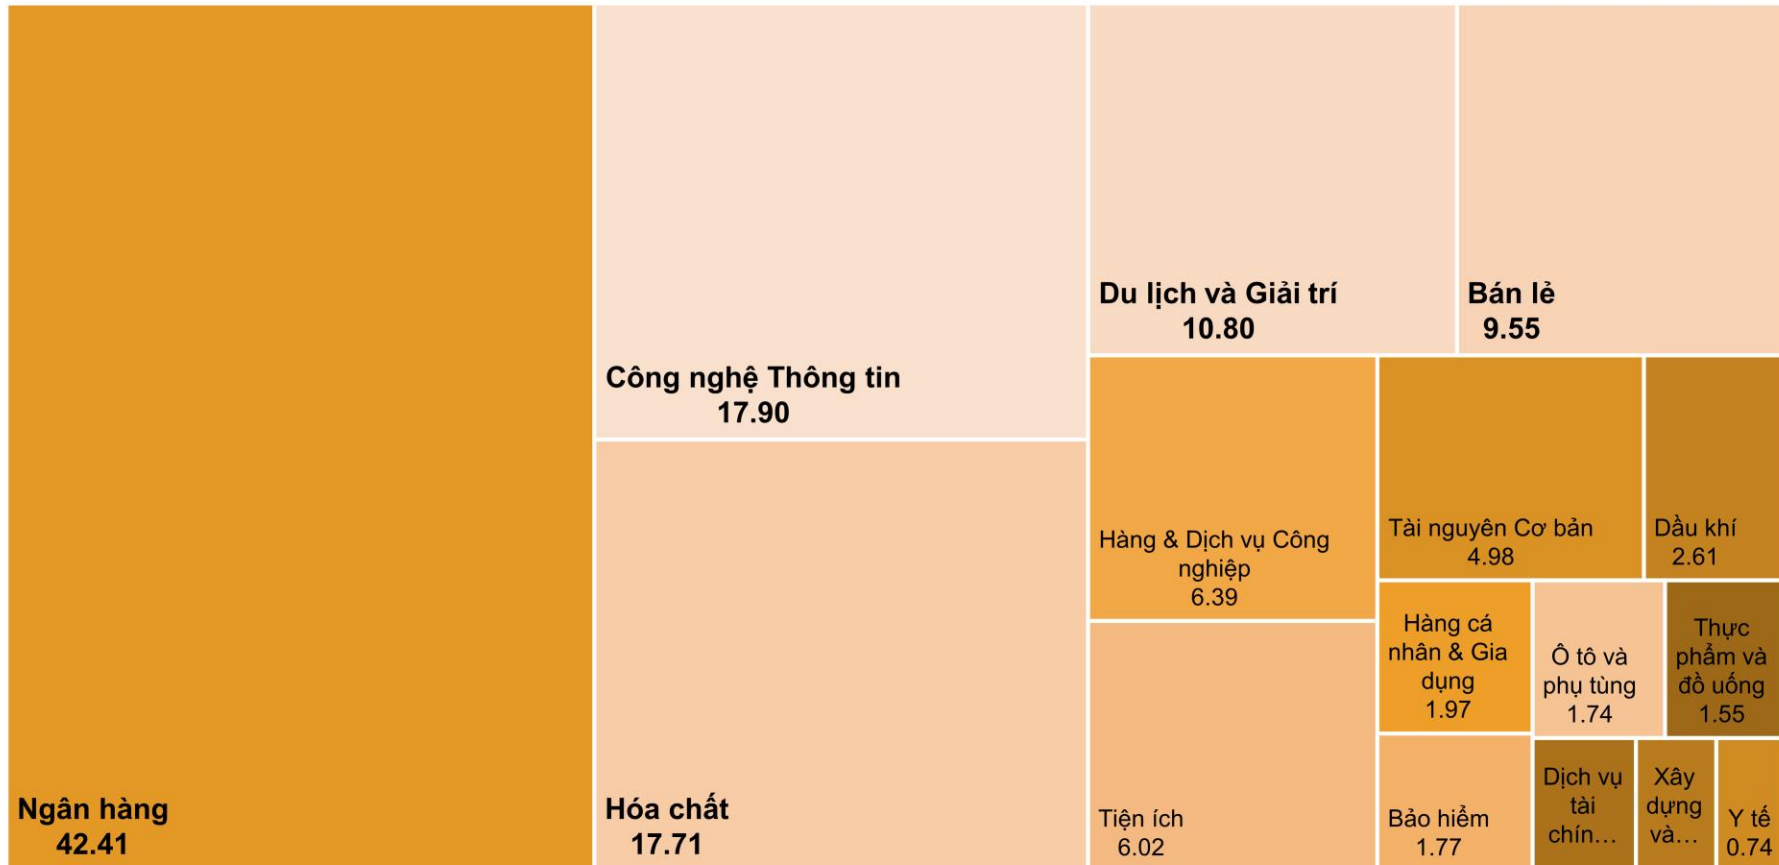 Ngân hàng
42.41
Công nghệ Thông tin
17.90
Hóa chất
17.71
Du lịch và Giải trí
10.80
Bán lẻ
9.55
Hàng & Dịch vụ Công
nghiệp
6.39
Tiện ích
6.02
Tài nguyên Cơ bản
4.98
Dầu khí
2.61
Hàng cá
nhân & Gia
dụng
1.97
Ô tô và
phụ tùng
1.74
Thực
phẩm và
đồ uống
1.55
Bảo hiểm
1.77
Dịch vụ
tài
chín…
Xây
dựng
và…
Y tế
0.74